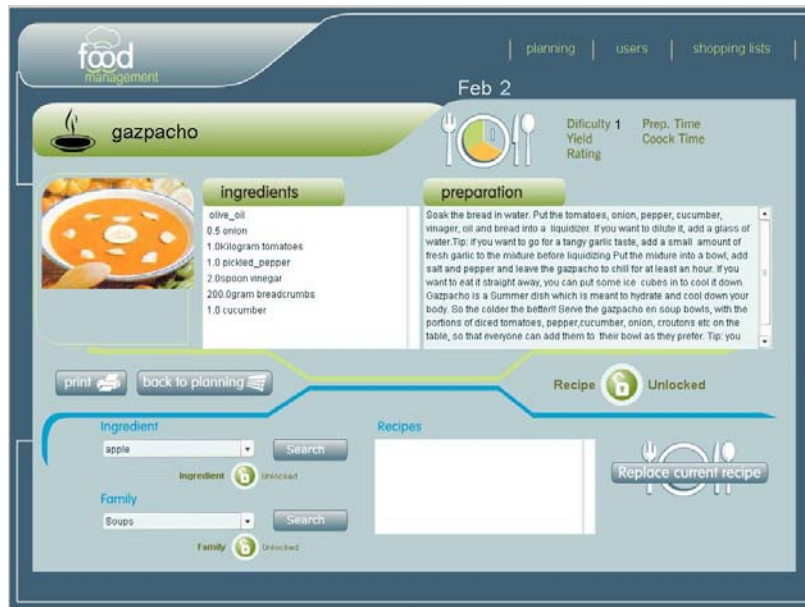 food
management
planning
users
shopping lists
Feb 2
gazpacho
Dificulty 1
Yield
Rating
Prep. Time
Coock Time
ingredients
olive_oil
0.5 onion
1.0Kilogram tomatoes
1.0 pickled_pepper
2.0spoon vinegar
200.0gram breadcrumbs
1.0 cucumber
preparation
Soak the bread in water. Put the tomatoes, onion, pepper, cucumber,
vinager, oil and bread into a liquidizer. If you want to dilute it, add a glass of
water.Tip: if you want to go for a tangy garlic taste, add a small amount of
fresh garlic to the mixture before liquidizing Put the mixture into a bowl, add
salt and pepper and leave the gazpacho to chill for at least an hour. If you
want to eat it straight away, you can put some ice cubes in to cool it down.
Gazpacho is a Summer dish which is meant to hydrate and cool down your
body. So the colder the better!! Serve the gazpacho en soup bowls, with the
portions of diced tomatoes, pepper,cucumber, onion, croutons etc on the
table, so that everyone can add them to their bowl as they prefer. Tip: you
print
back to planning
Recipe
Unlocked
Ingredient
apple
Search
Ingredient
Unlocked
Family
Soups
Search
Family
Unlocked
Recipes
Replace current recipe